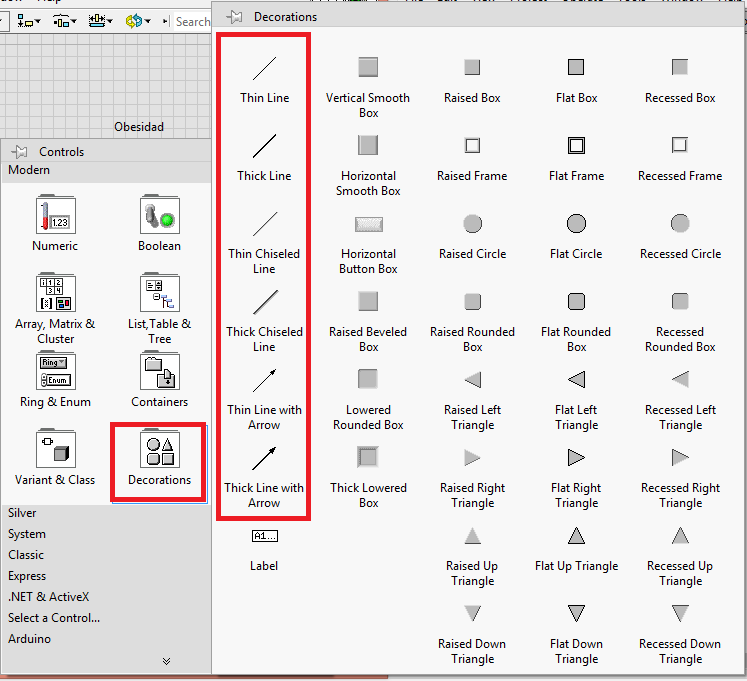 Search
Decorations
Obesidad
Controls
Modern
Numeric
Boolean
1.23
Array, Matrix &
Cluster
List,Table &
Tree
Ring
Enum
Ring & Enum
Containers
Variant & Class
Decorations
Silver
System
Classic
Express
.NET & ActiveX
Select a Control...
Arduino
Thin Line
Vertical Smooth
Box
Raised Box
Flat Box
Recessed Box
Thick Line
Horizontal
Smooth Box
Raised Frame
Flat Frame
Recessed Frame
Thin Chiseled
Line
Horizontal
Button Box
Raised Circle
Flat Circle
Recessed Circle
Thick Chiseled
Line
Raised Beveled
Box
Raised Rounded
Box
Flat Rounded
Box
Recessed
Rounded Box
Thin Line with
Arrow
Lowered
Rounded Box
Raised Left
Triangle
Flat Left
Triangle
Recessed Left
Triangle
Thick Line with
Arrow
Thick Lowered
Box
Raised Right
Triangle
Flat Right
Triangle
Recessed Right
Triangle
A1...
Label
Raised Up
Triangle
Flat Up Triangle
Recessed Up
Triangle
Raised Down
Triangle
Flat Down
Triangle
Recessed Down
Triangle